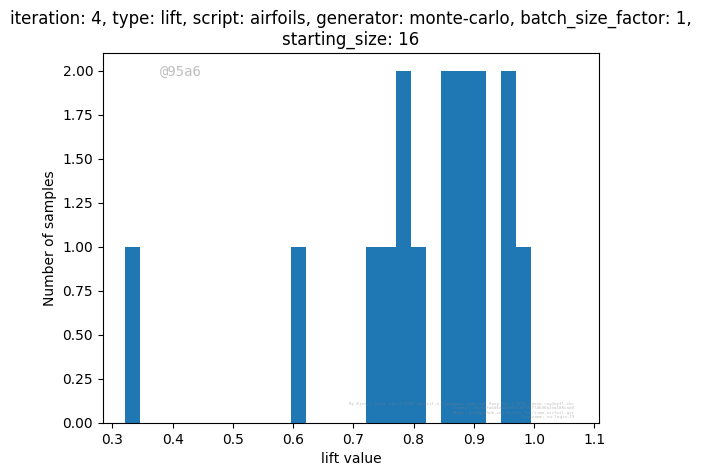 iteration: 4, type: lift, script: airfoils, generator: monte-carlo, batch_size_factor: 1,
starting_size: 16
@95a6
2.00
1.75
1.50
1.25
1.00
0.75
0.50
0.25
0.00
Number of samples
0.3 0.4 0.5 0.6 0.7 0.8 0.9 1.0 1.1
lift value